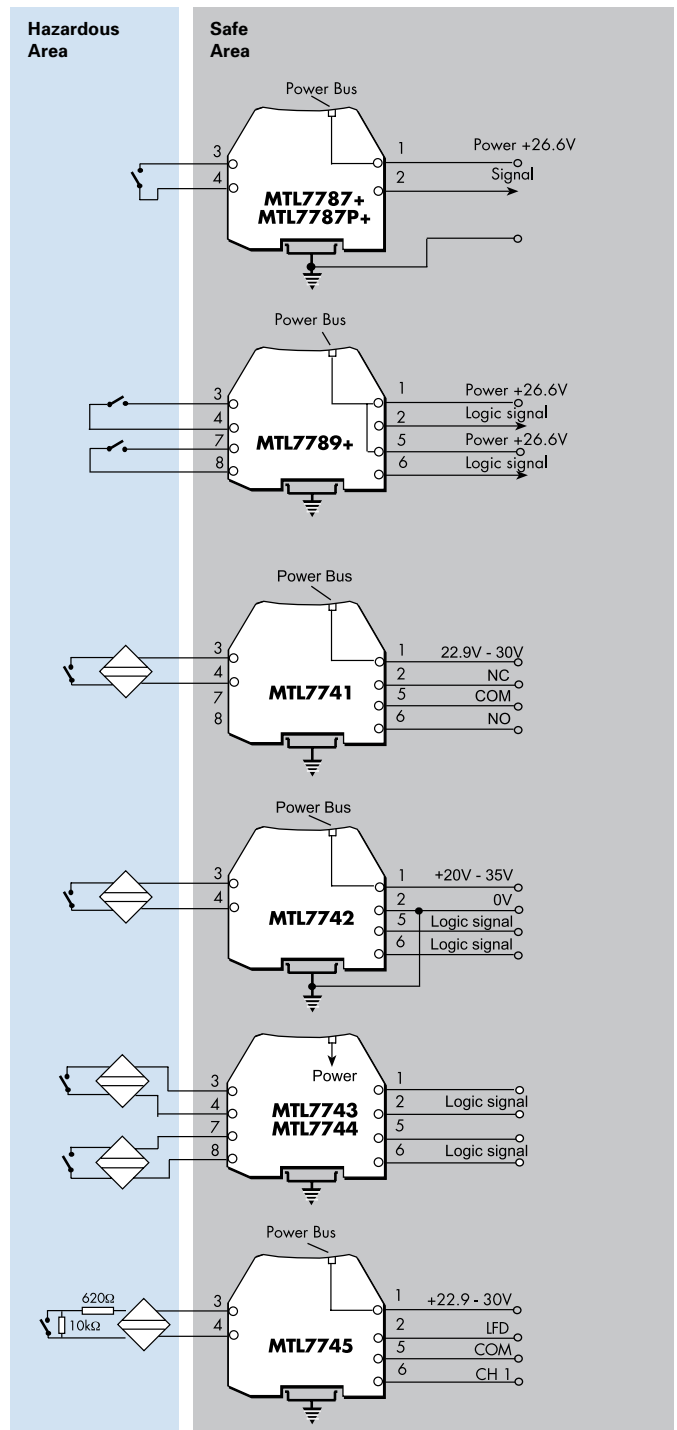 Hazardous
Area
Safe
Area
Power Bus
3
4
MTL7787+
MTL7787P+
1
Power +26.6V
2
Signal
Power Bus
3
4
7
8
MTL7789+
1
Power +26.6V
2
Logic signal
5
Power +26.6V
6
Logic signal
Power Bus
3
4
7
8
MTL7741
1
22.9V - 30V
2
NC
5
COM
6
NO
Power Bus
3
4
MTL7742
1
+20V - 35V
2
0V
5
Logic signal
6
Logic signal
Power
3
4
7
8
MTL7743
MTL7744
1
2
Logic signal
5
6
Logic signal
Power Bus
620Ω
10kΩ
3
4
MTL7745
1
+22.9 - 30V
2
LFD
5
COM
6
CH 1